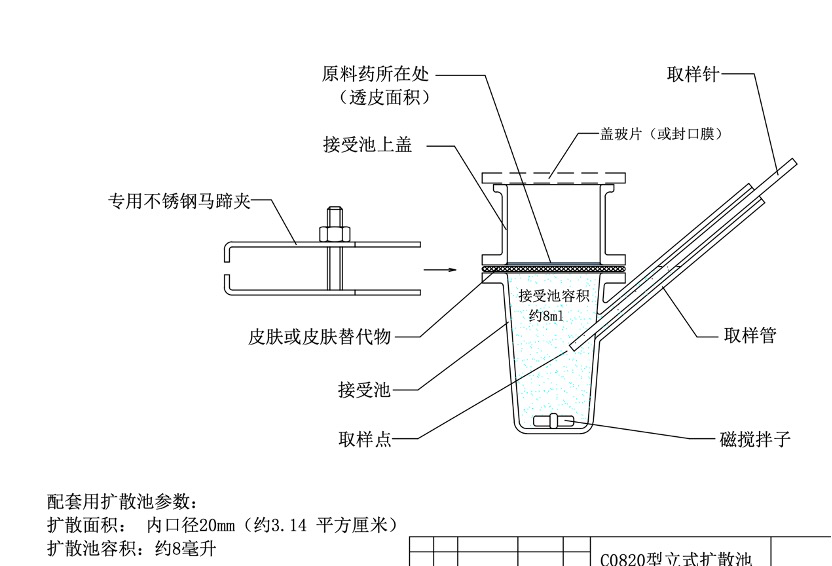 原料药所在处
（透皮面积）
取样针
盖玻片（或封口膜）
接受池上盖
专用不锈钢马蹄夹
接受池容积
约8ml
皮肤或皮肤替代物
取样管
接受池
取样点
磁搅拌子
配套用扩散池参数：
扩散面积： 内口径20mm（约3.14 平方厘米）
扩散池容积：约8毫升
C0820型立式扩散池